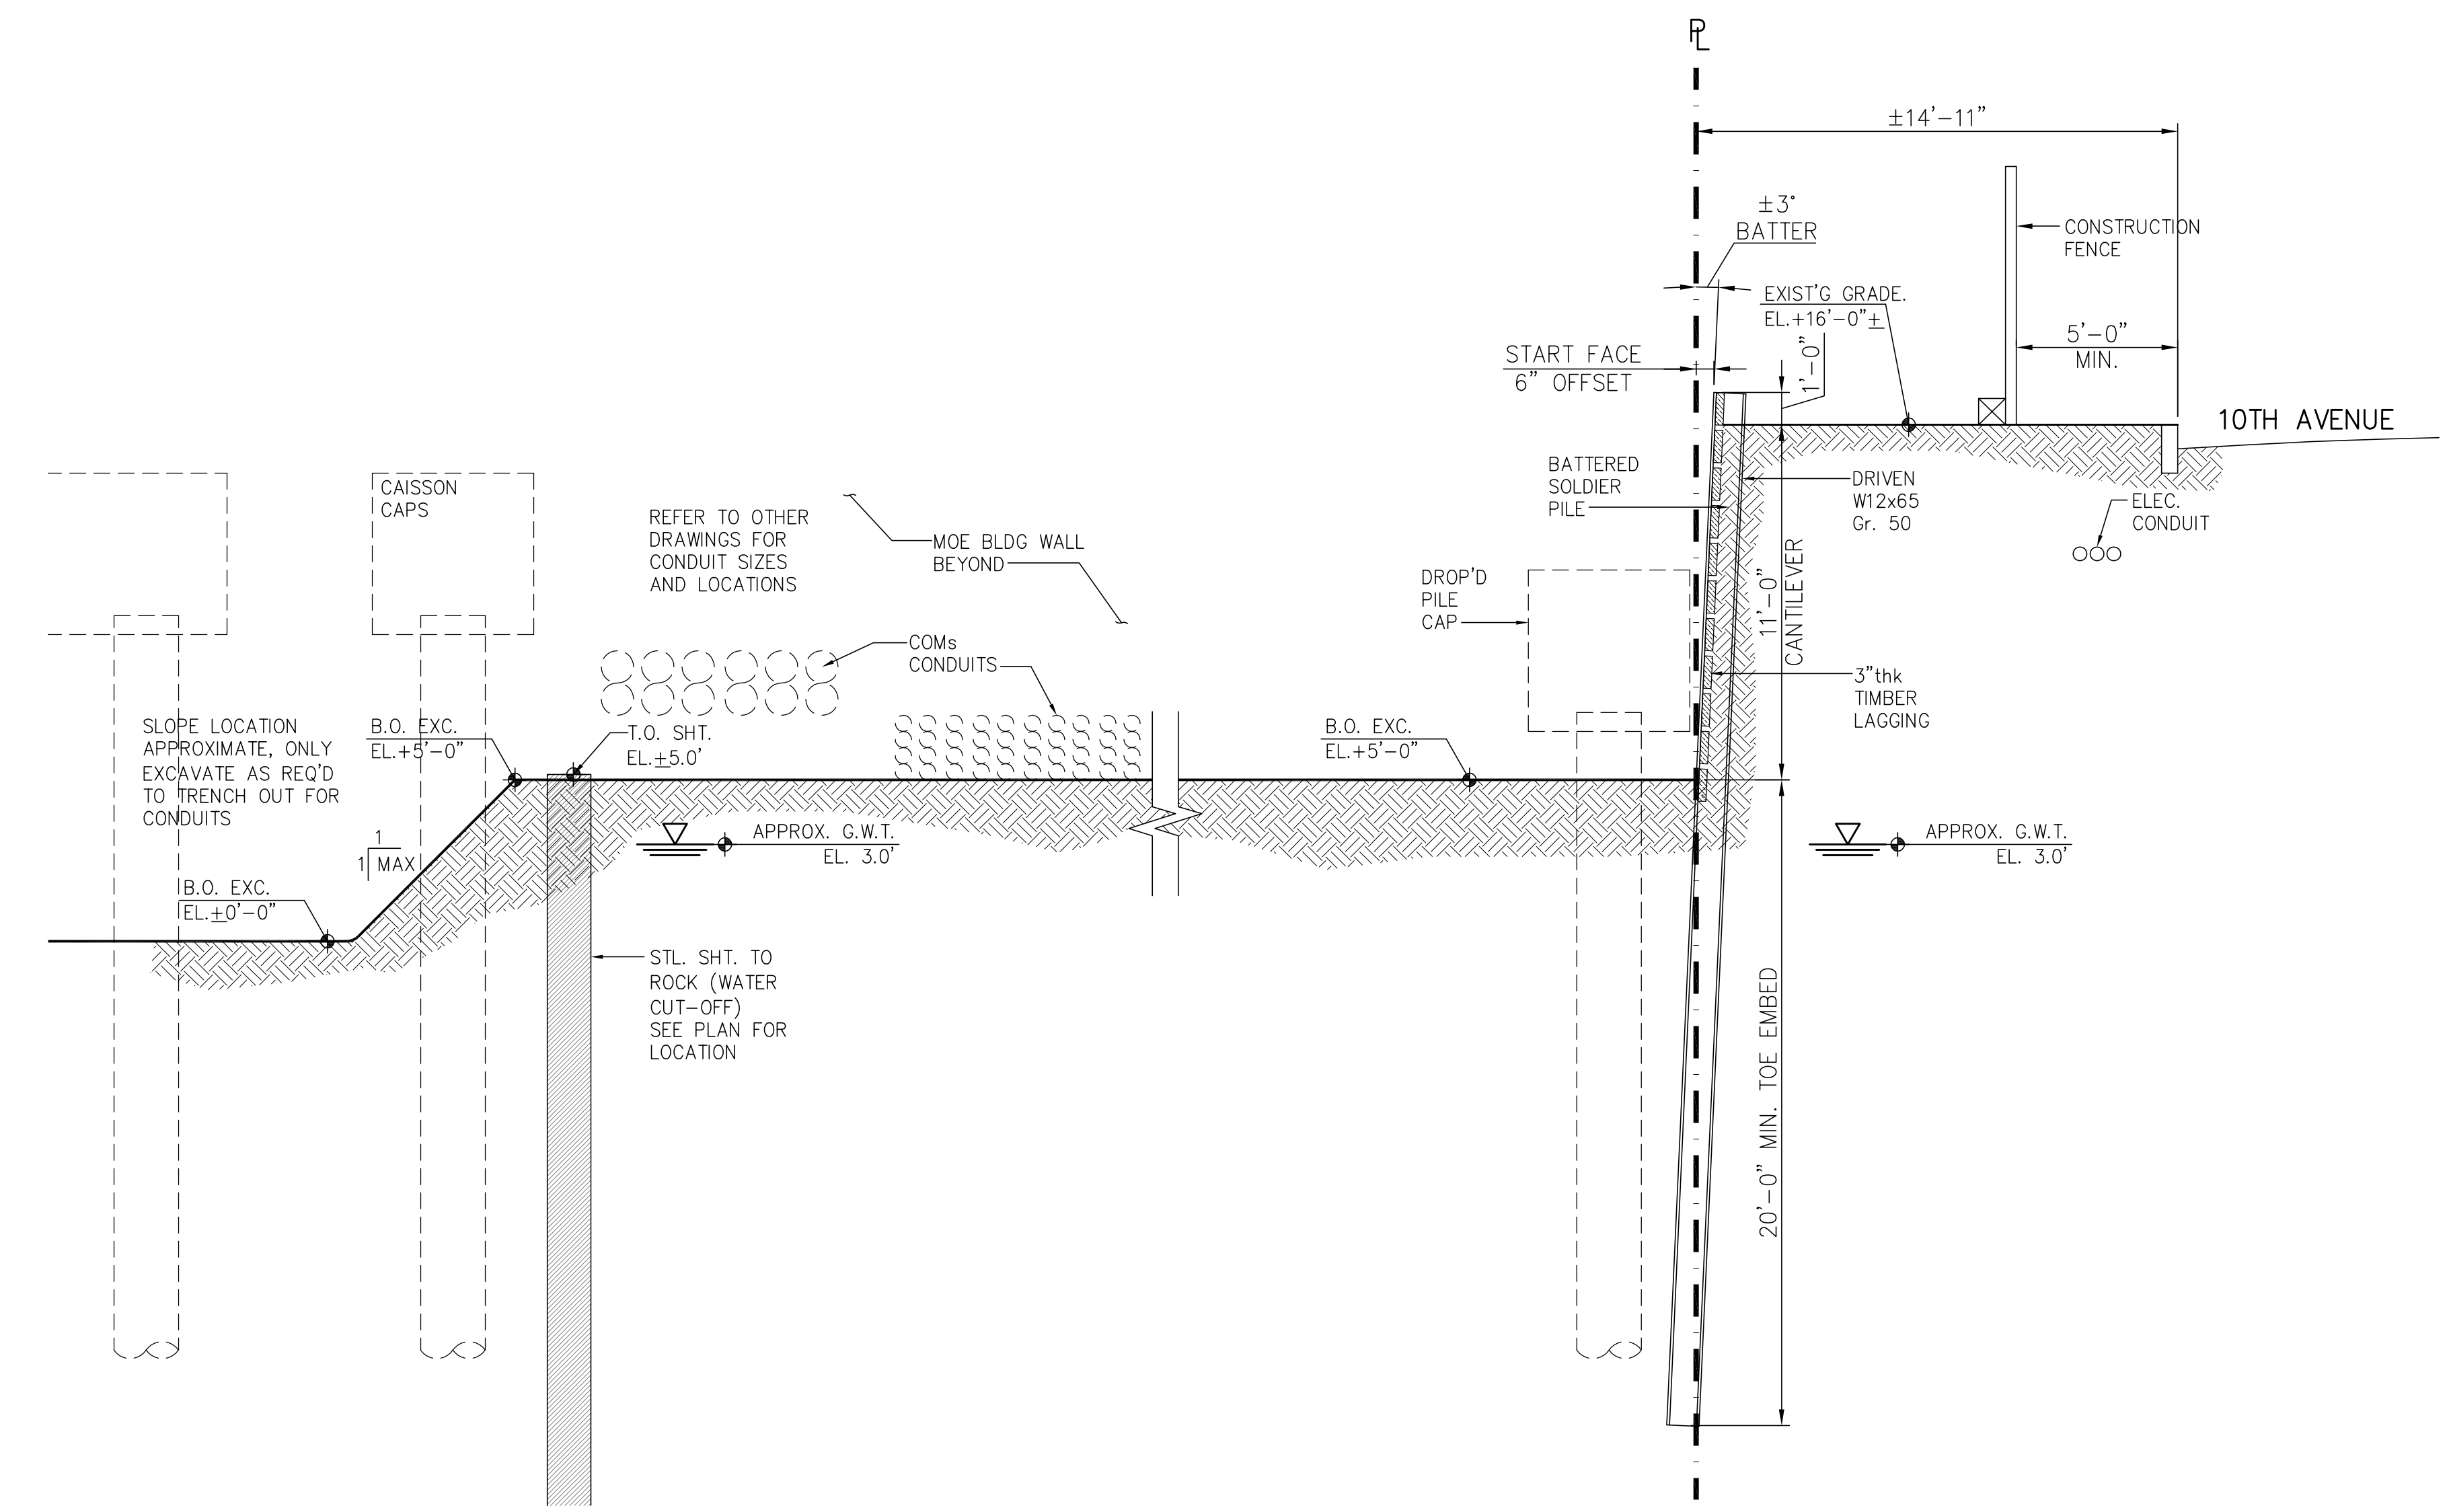 PL
±14'-11"
±3°
BATTER
CONSTRUCTION
FENCE
EXIST'G GRADE.
EL.+16'-0"±
1'-0"
5'-0"
MIN.
START FACE
6" OFFSET
10TH AVENUE
BATTERED
SOLDIER
PILE
DRIVEN
W12x65
Gr. 50
ELEC.
CONDUIT
CAISSON
CAPS
REFER TO OTHER
DRAWINGS FOR
CONDUIT SIZES
AND LOCATIONS
MOE BLDG WALL
BEYOND
DROP'D
PILE
CAP
11'-0"
CANTILEVER
COMs
CONDUITS
3"thk
TIMBER
LAGGING
SLOPE LOCATION
APPROXIMATE, ONLY
EXCAVATE AS REQ'D
TO TRENCH OUT FOR
CONDUITS
B.O. EXC.
EL.+5'-0"
T.O. SHT.
EL.±5.0'
B.O. EXC.
EL.+5'-0"
1
1 MAX
APPROX. G.W.T.
EL. 3.0'
APPROX. G.W.T.
EL. 3.0'
B.O. EXC.
EL.±0'-0"
STL. SHT. TO
ROCK (WATER
CUT-OFF)
SEE PLAN FOR
LOCATION
20'-0" MIN. TOE EMBED